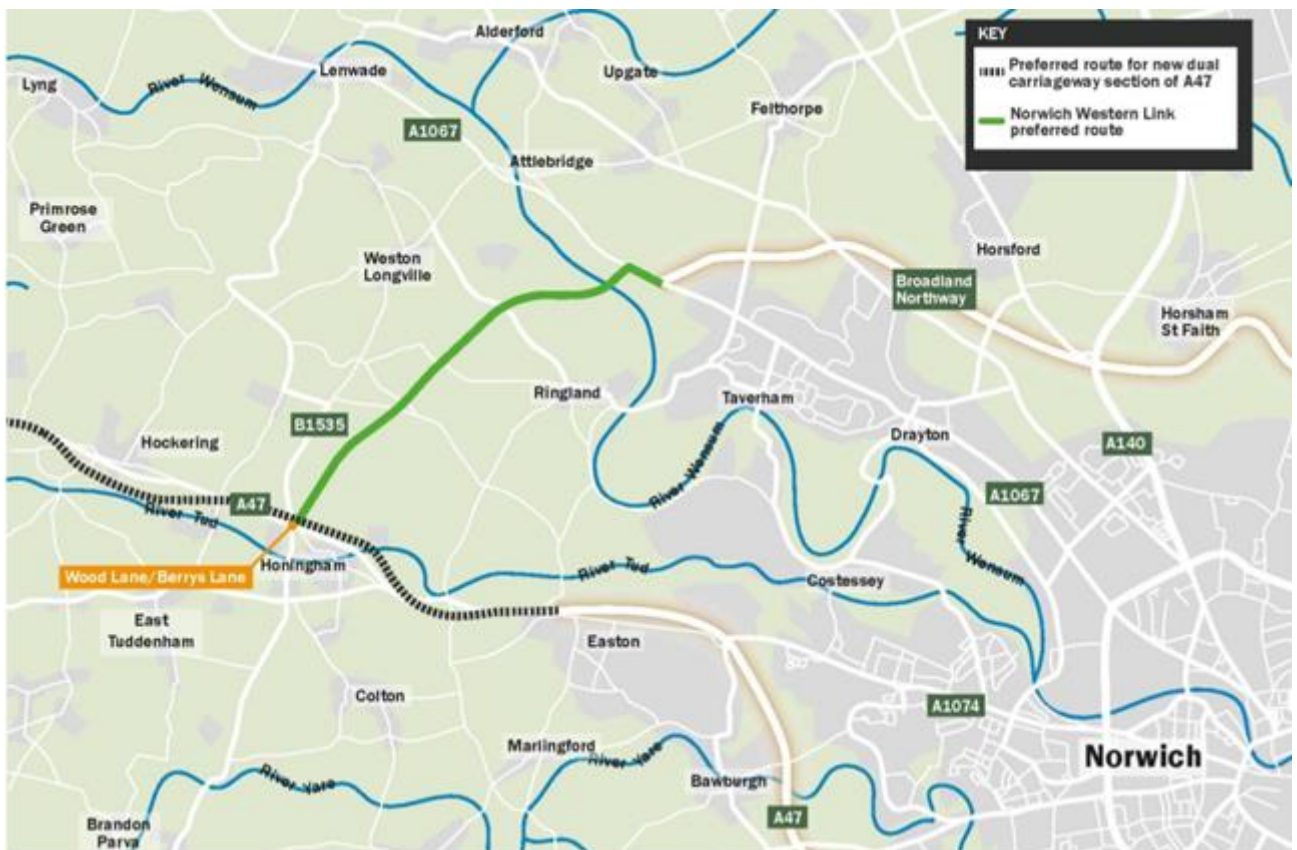 KEY
Preferred route for new dual
carriageway section of A47
Norwich Western Link
preferred route
Alderford
Lenwade
Upgate
Lyng
River Wensum
Felthorpe
A1067
Attlebridge
Primrose
Green
Weston
Longville
Horsford
Broadland
Northway
Horsham
St Faith
Ringland
Taverham
B1535
Hockering
Drayton
A140
River Wensum
A1067
A47
River Tud
River Wensum
Honingham
River Tud
Wood Lane/Berrys Lane
Costessey
East
Tuddenham
Easton
Colton
A1074
Marlingford
River Yare
Norwich
River Yare
Bawburgh
A47
Brandon
Parva